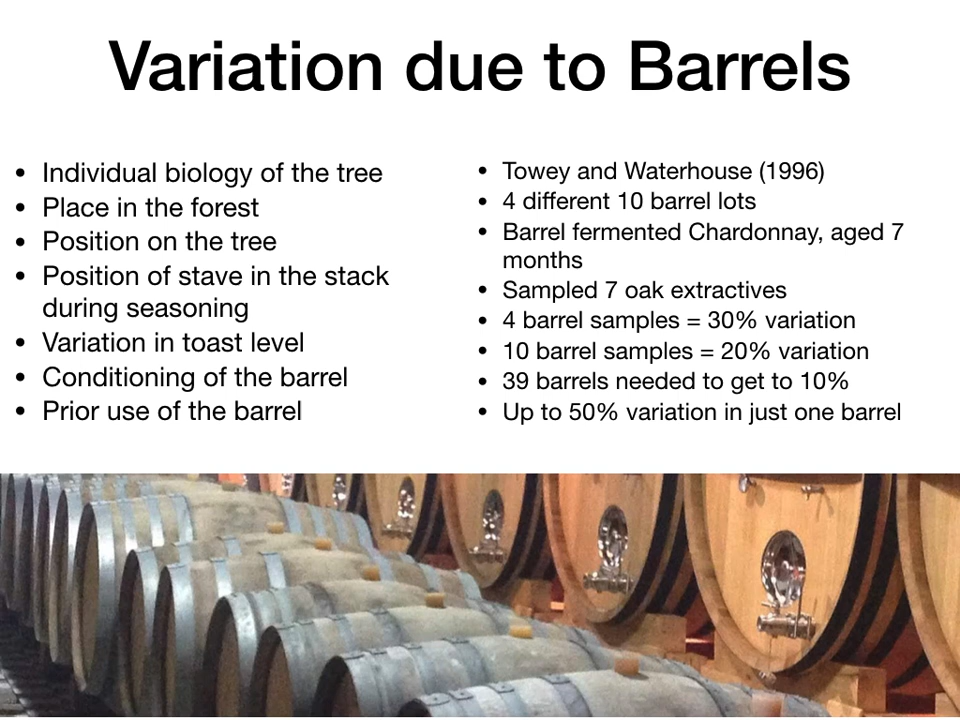 Variation due to Barrels
• Individual biology of the tree
• Place in the forest
• Position on the tree
• Position of stave in the stack
during seasoning
• Variation in toast level
• Conditioning of the barrel
• Prior use of the barrel
• Towey and Waterhouse (1996)
• 4 different 10 barrel lots
• Barrel fermented Chardonnay, aged 7
months
• Sampled 7 oak extractives
• 4 barrel samples = 30% variation
• 10 barrel samples = 20% variation
• 39 barrels needed to get to 10%
• Up to 50% variation in just one barrel